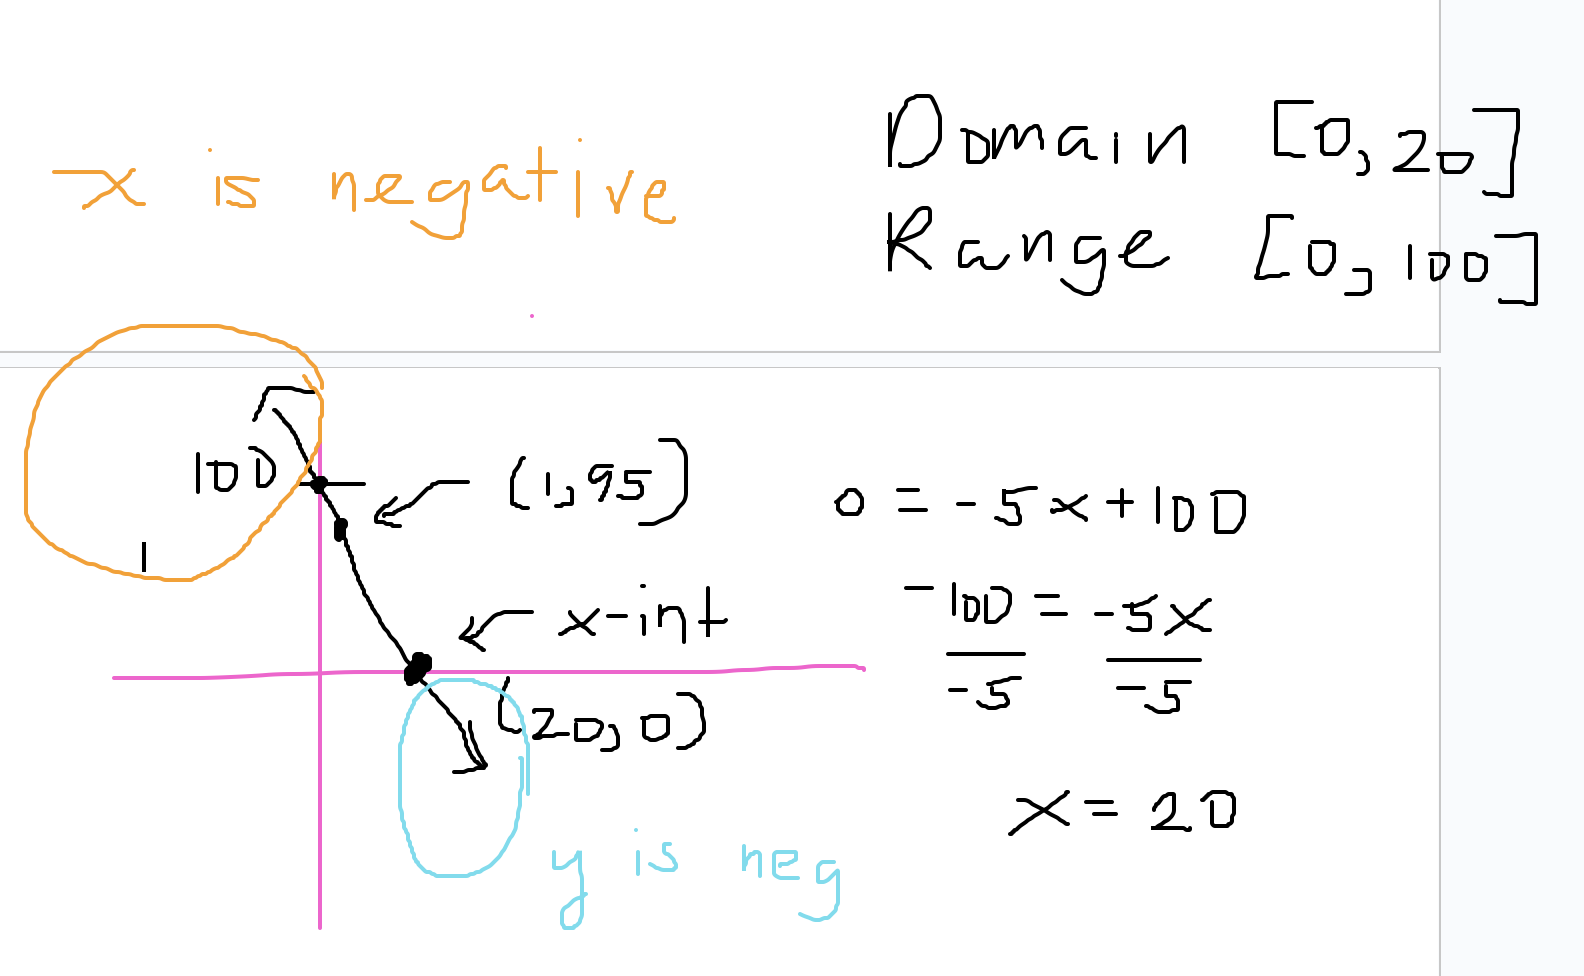 x is negative
Domain [0, 20]
Range [0, 100]
100
(1, 95)
x-int
(20, 0)
y is neg
0 = -5x + 100
-100 = -5x
-5 -5
x = 20